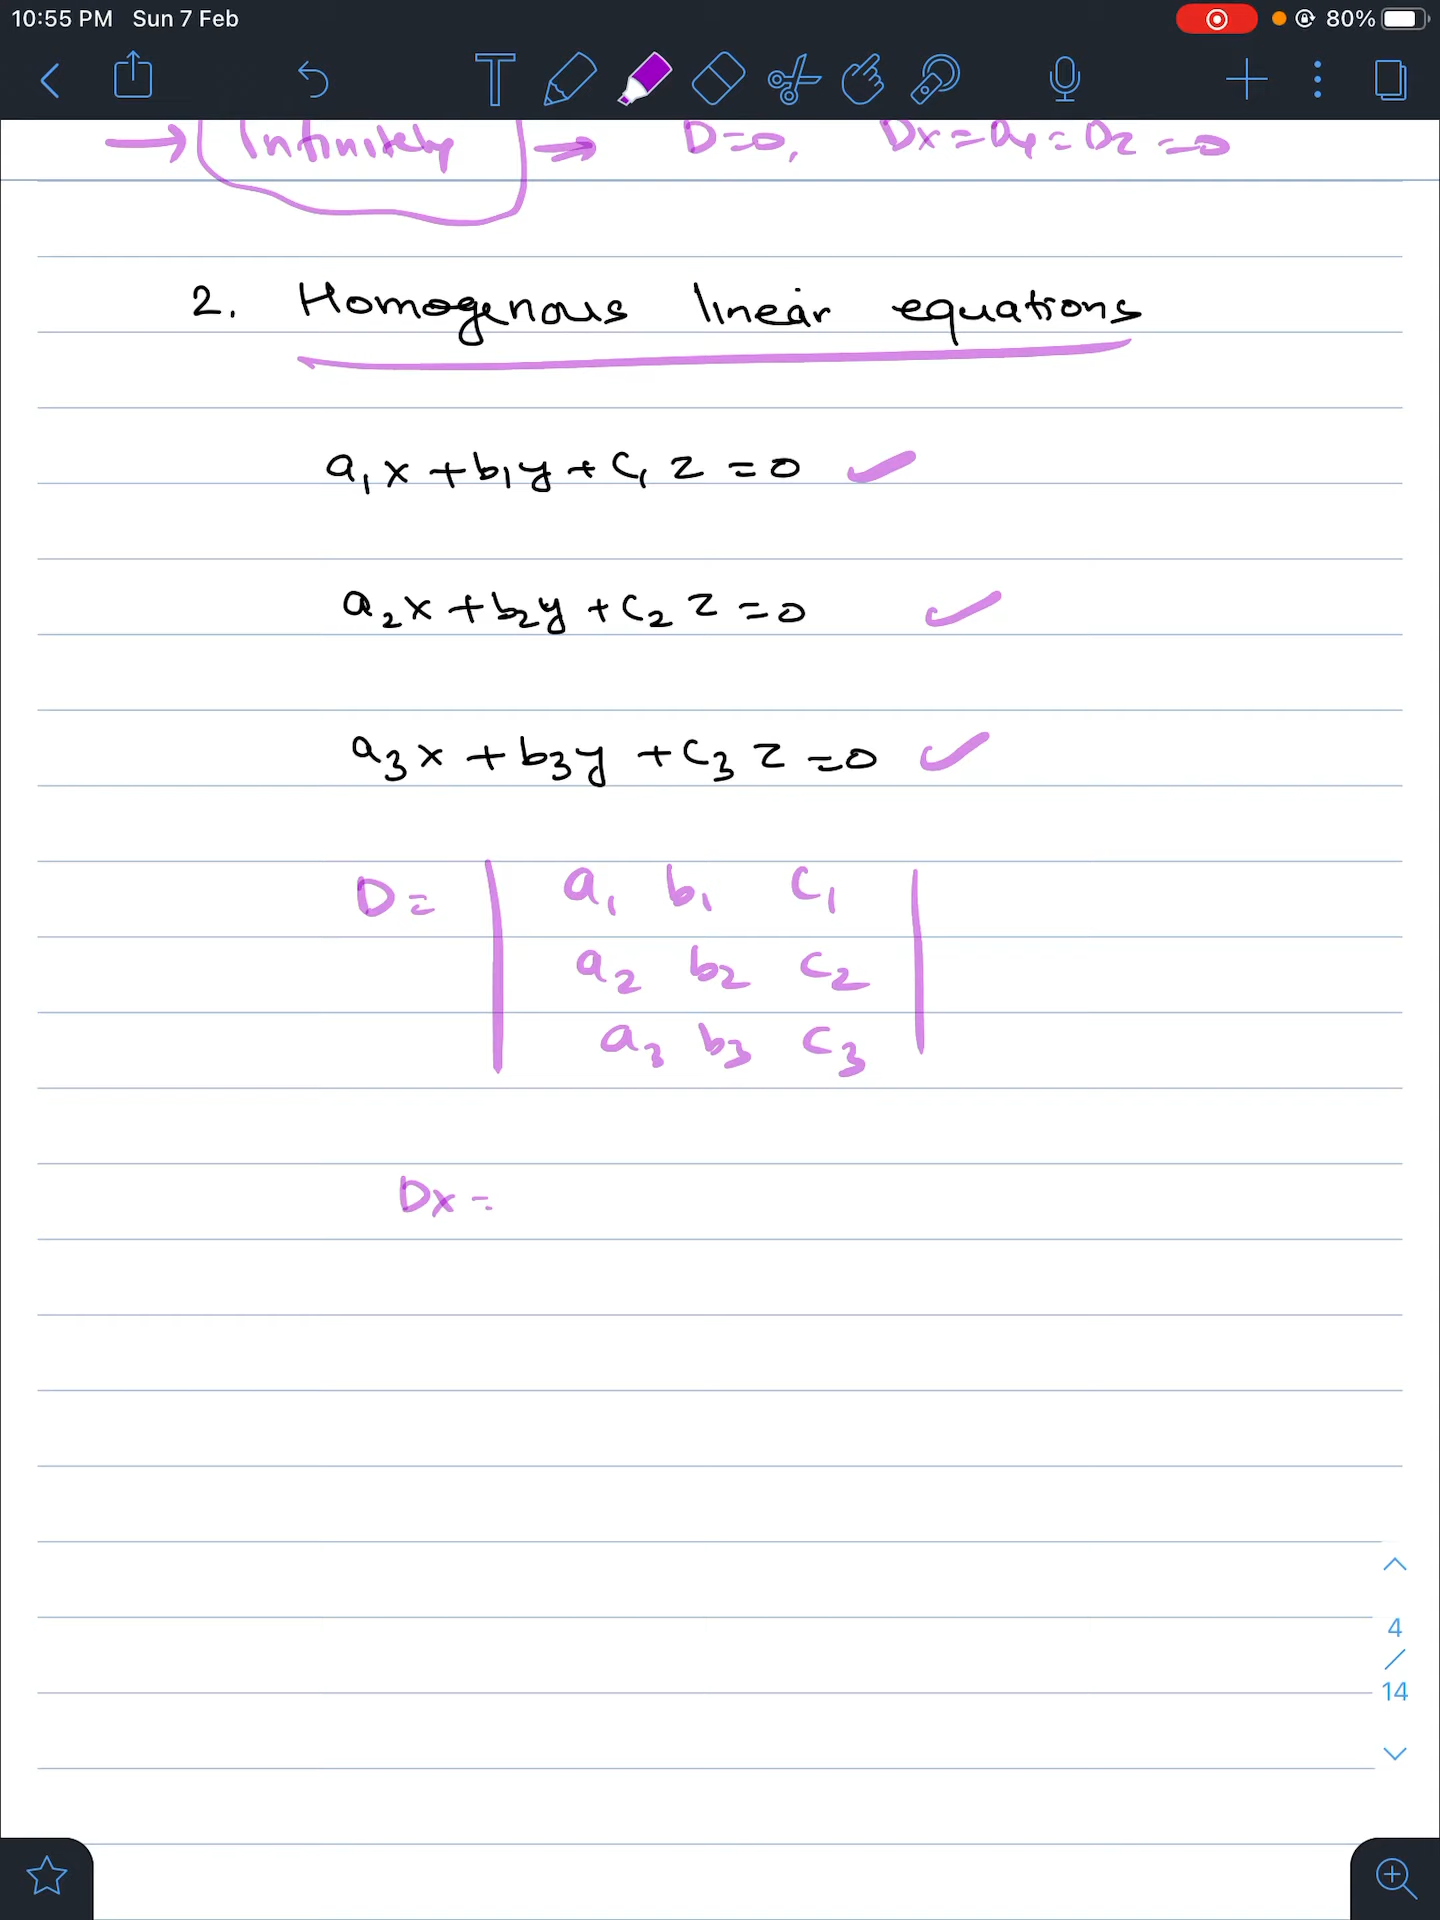 10:55 PM Sun 7 Feb 80%
→ Infinitely → D=0, Dx=Dy=Dz=0
2. Homogenous linear equations
a₁x+b₁y+c₁z=0
a₂x+b₂y+c₂z=0
a₃x+b₃y+c₃z=0
D= | a₁ b₁ c₁ |
a₂ b₂ c₂
a₃ b₃ c₃
Dx=
4
/
14